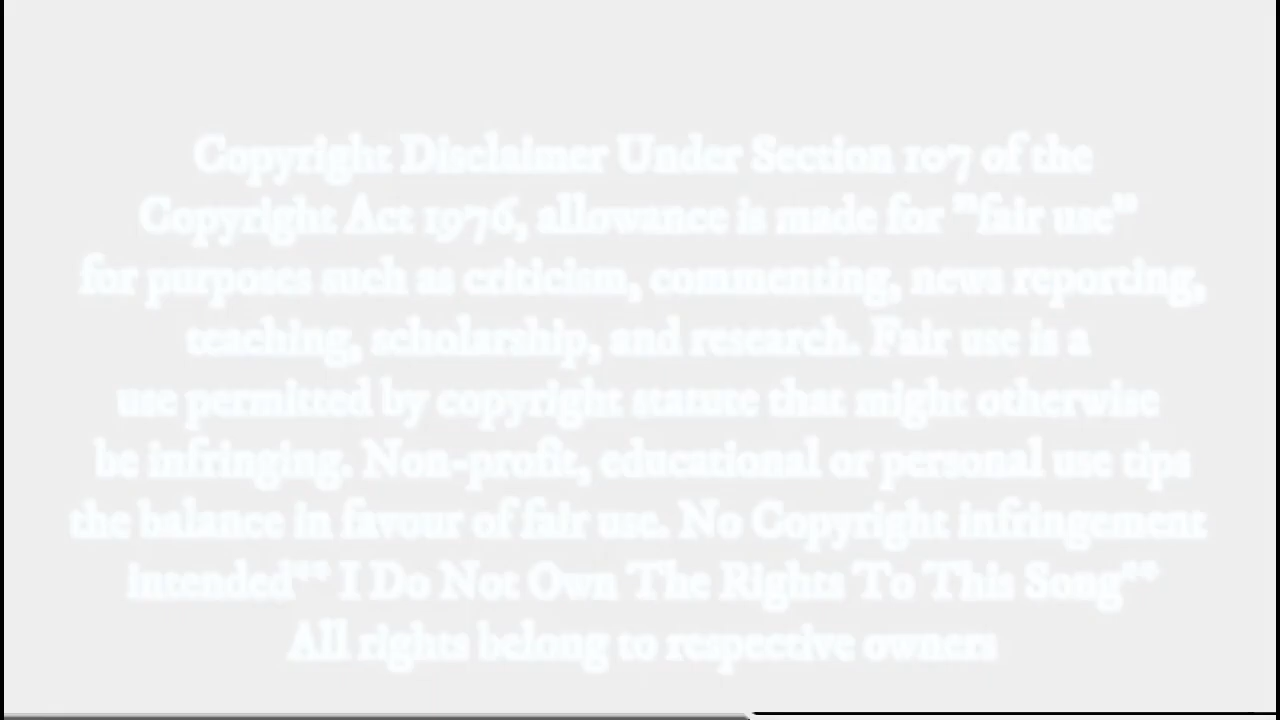 Copyright Disclaimer Under Section 107 of the
Copyright Act 1976, allowance is made for "fair use"
for purposes such as criticism, commenting, news reporting,
teaching, scholarship, and research. Fair use is a
use permitted by copyright statute that might otherwise
be infringing. Non-profit, educational or personal use tips
the balance in favour of fair use. No Copyright infringement
intended** I Do Not Own The Rights To This Song**
All rights belong to respective owners